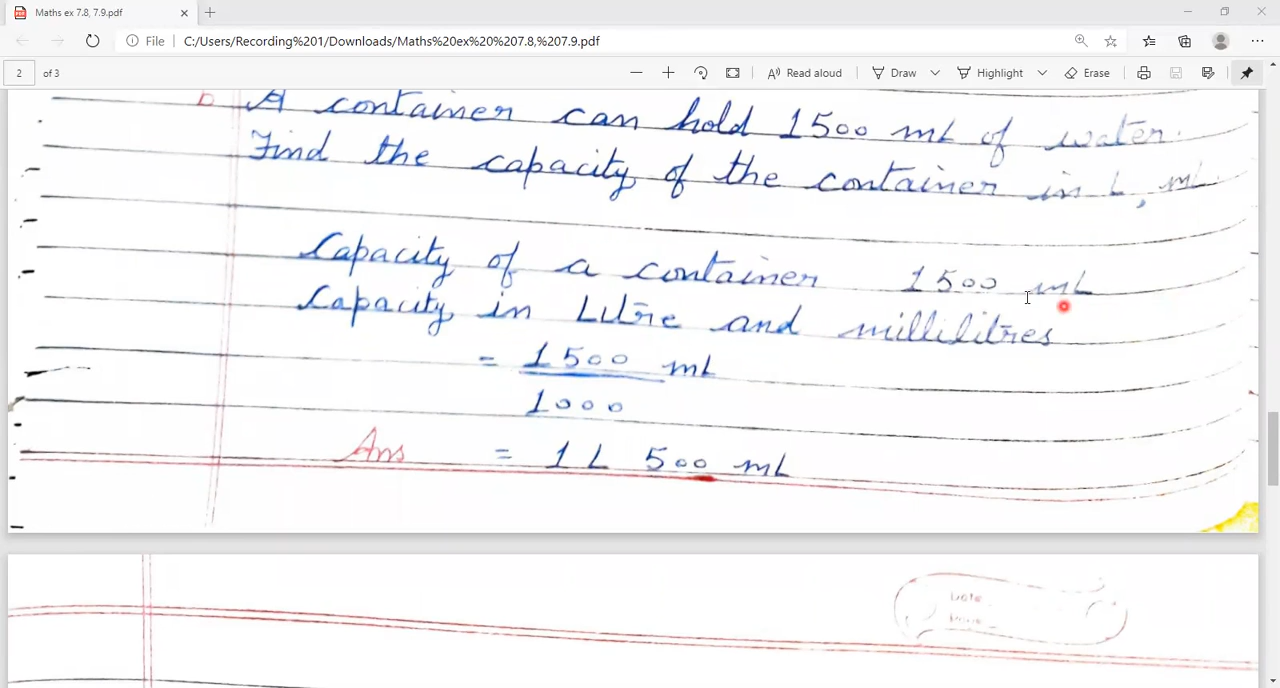 Maths ex 7.8, 7.9.pdf
File C:/Users/Recording%201/Downloads/Maths%20ex%20%207.8,%207.9.pdf
2 of 3 Read aloud Draw Highlight Erase
b A container can hold 1500 mL of water.
Find the capacity of the container in L, mL.
Capacity of a container 1500 mL
Capacity in Litre and millilitres
= 1500 mL
1000
Ans = 1 L 500 mL
Date